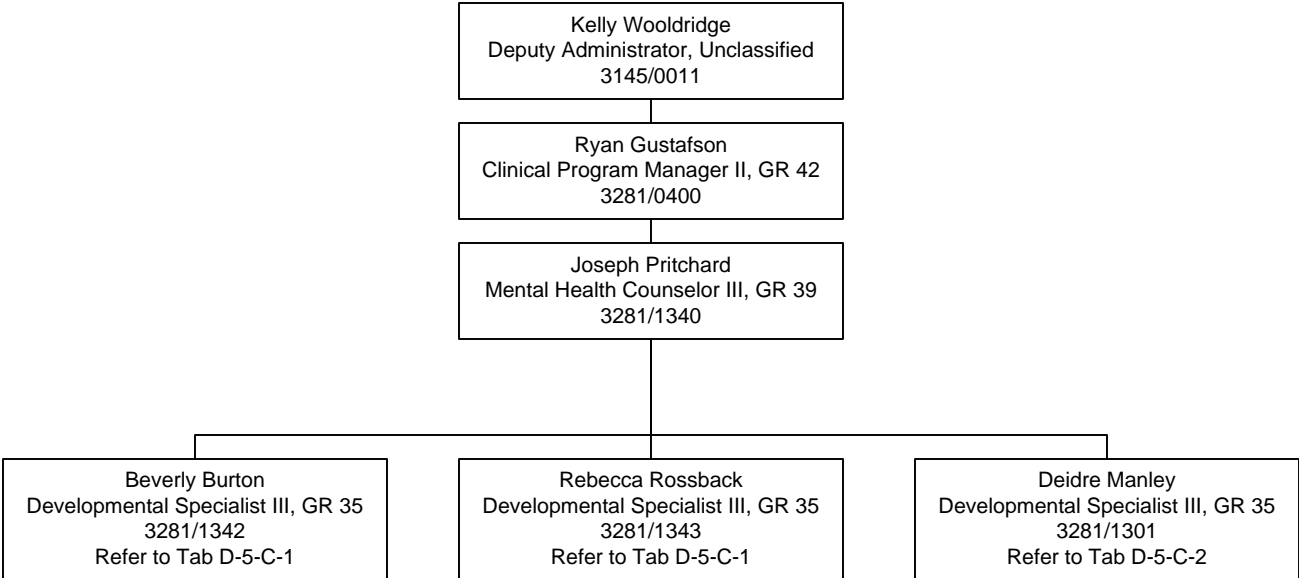 Kelly Wooldridge
Deputy Administrator, Unclassified
3145/0011
Ryan Gustafson
Clinical Program Manager II, GR 42
3281/0400
Joseph Pritchard
Mental Health Counselor III, GR 39
3281/1340
Beverly Burton
Developmental Specialist III, GR 35
3281/1342
Refer to Tab D-5-C-1
Rebecca Rossback
Developmental Specialist III, GR 35
3281/1343
Refer to Tab D-5-C-1
Deidre Manley
Developmental Specialist III, GR 35
3281/1301
Refer to Tab D-5-C-2